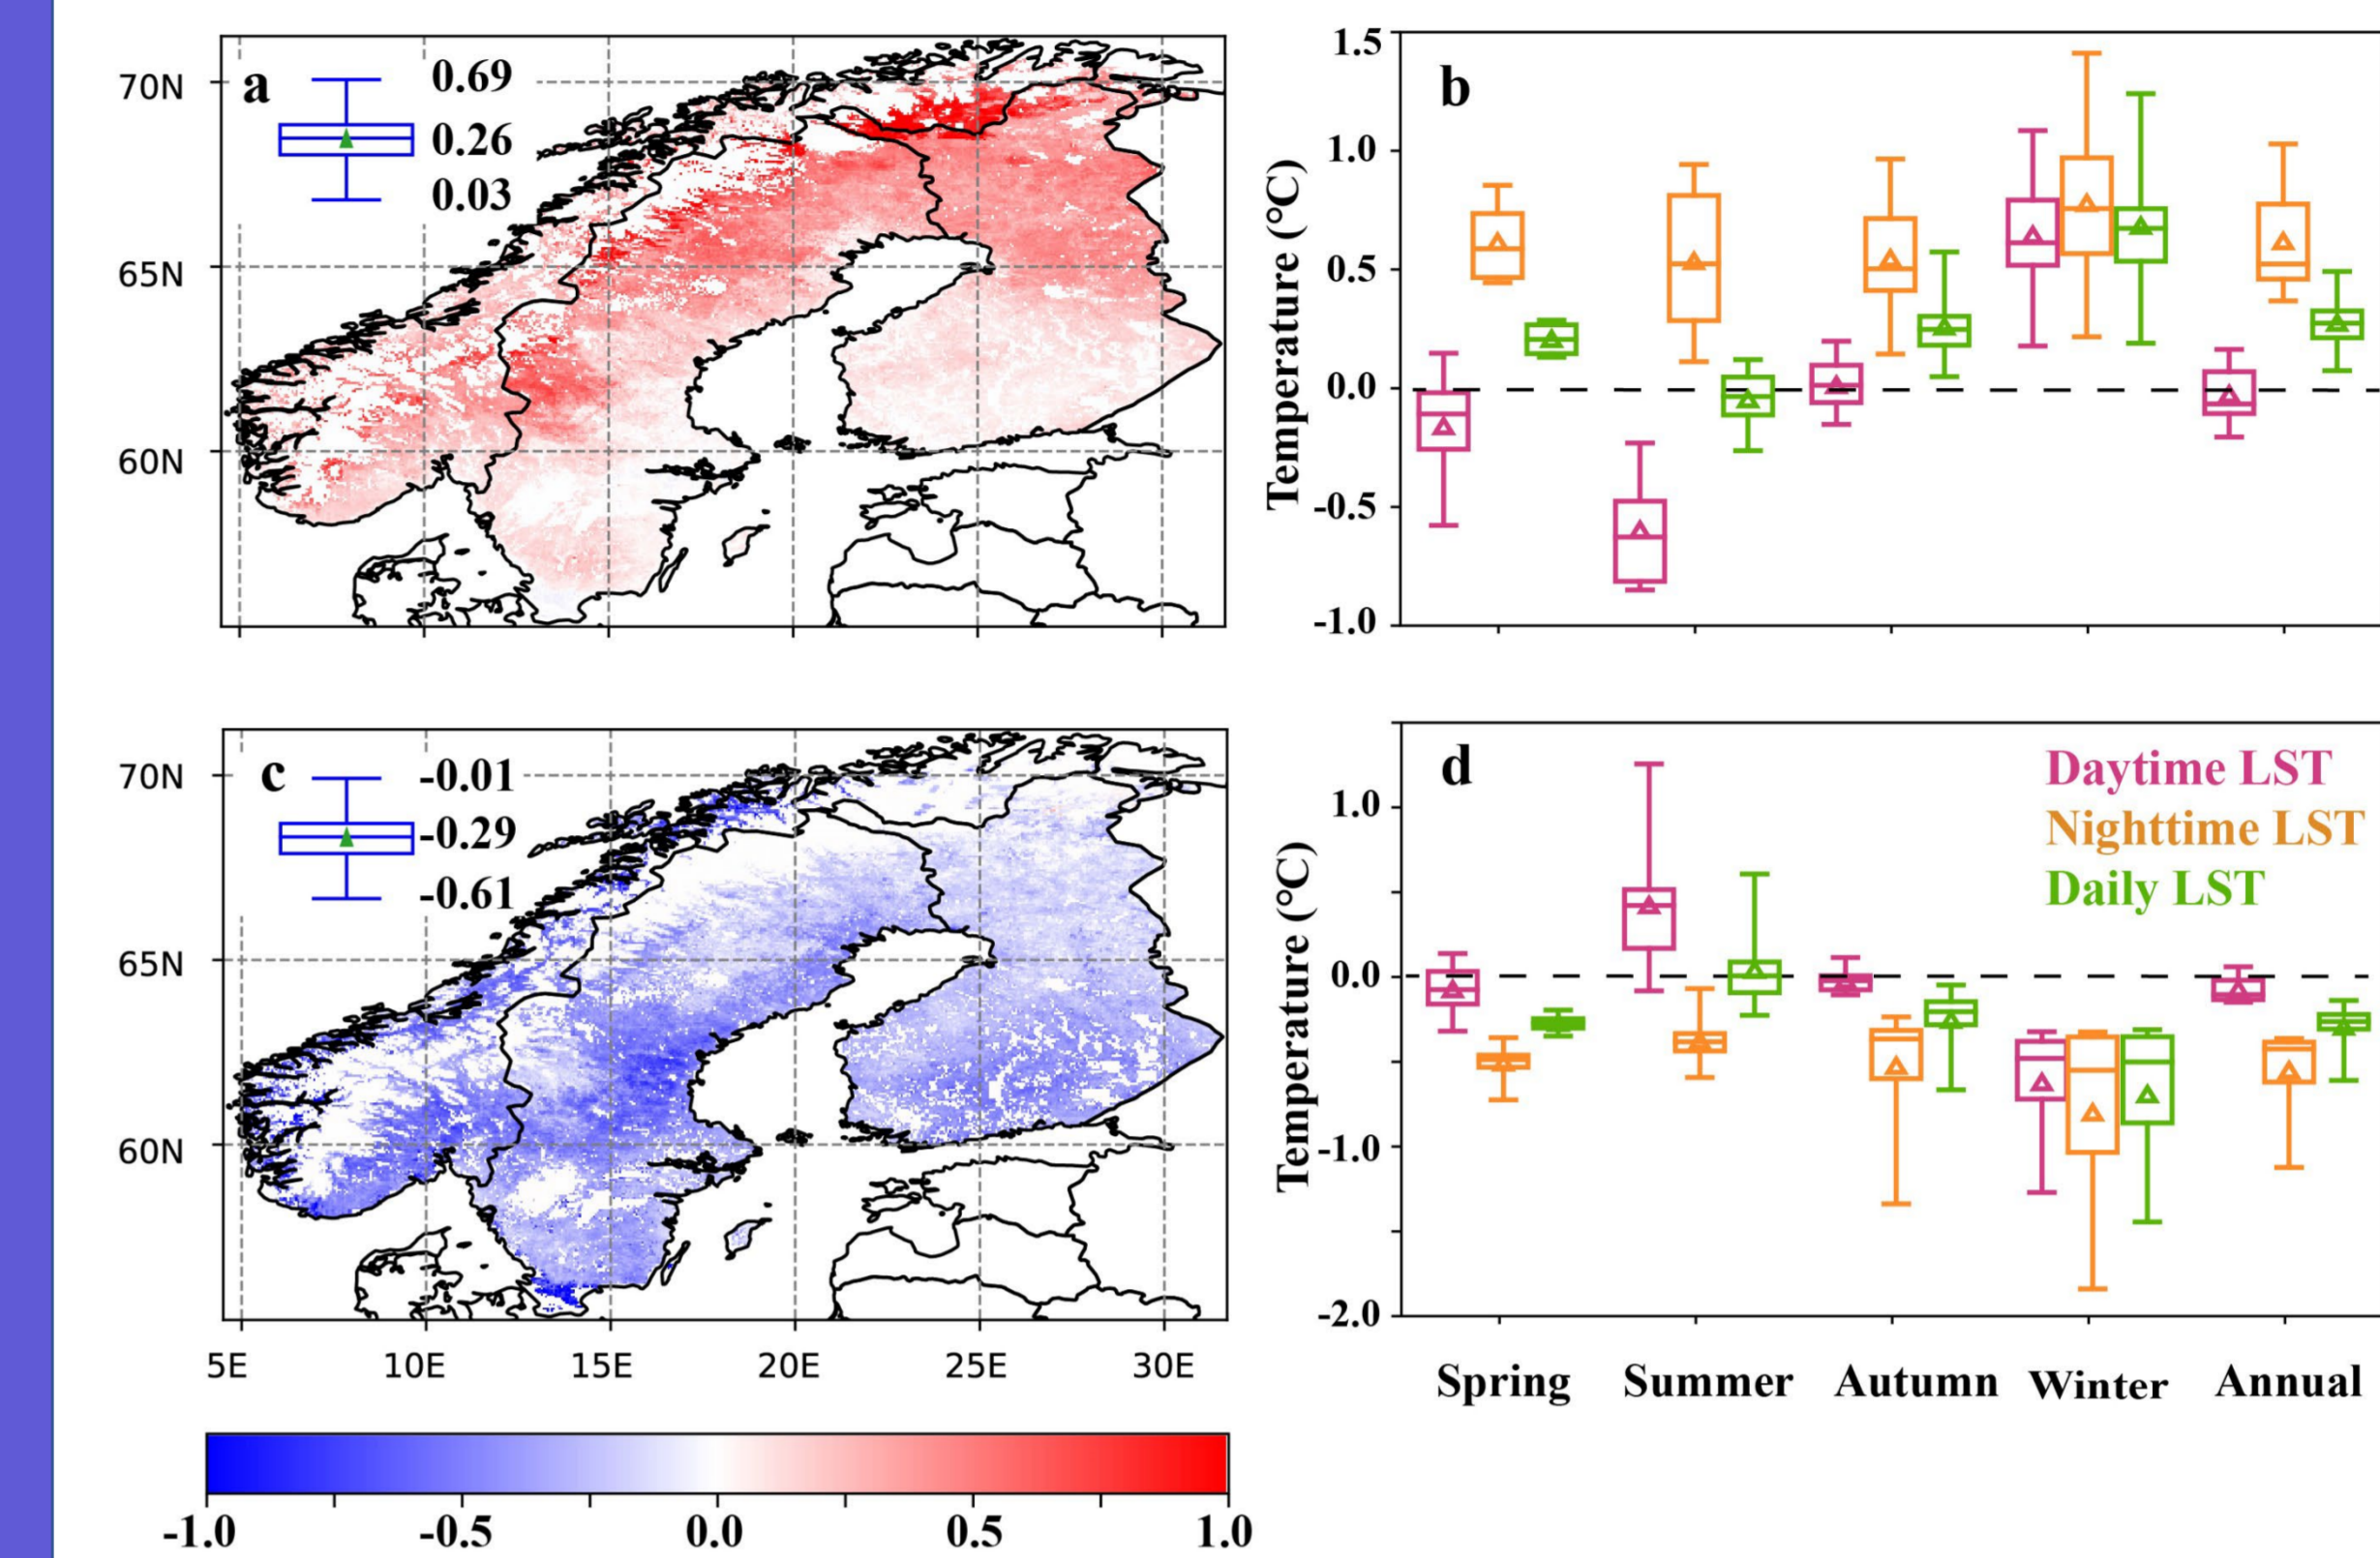 a
0.69
0.26
0.03
70N
65N
60N
b
Temperature (°C)
1.5
1.0
0.5
0.0
-0.5
-1.0
c
-0.01
-0.29
-0.61
70N
65N
60N
5E 10E 15E 20E 25E 30E
-1.0 -0.5 0.0 0.5 1.0
d
Daytime LST
Nighttime LST
Daily LST
Temperature (°C)
1.0
0.0
-1.0
-2.0
Spring Summer Autumn Winter Annual